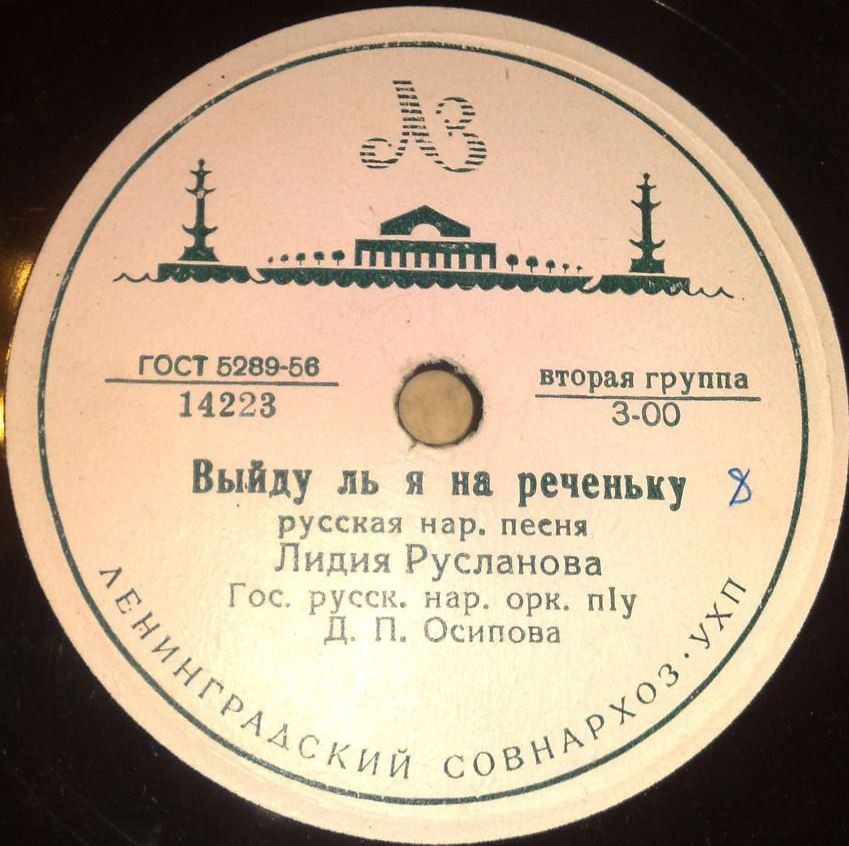 ЛЗ
ГОСТ 5289-56
14223
вторая группа
3-00
Выйду ль я на реченьку
8
русская нар. песня
Лидия Русланова
Гос. русск. нар. орк. п/у
Д. П. Осипова
ЛЕНИНГРАДСКИЙ СОВНАРХОЗ · УХП